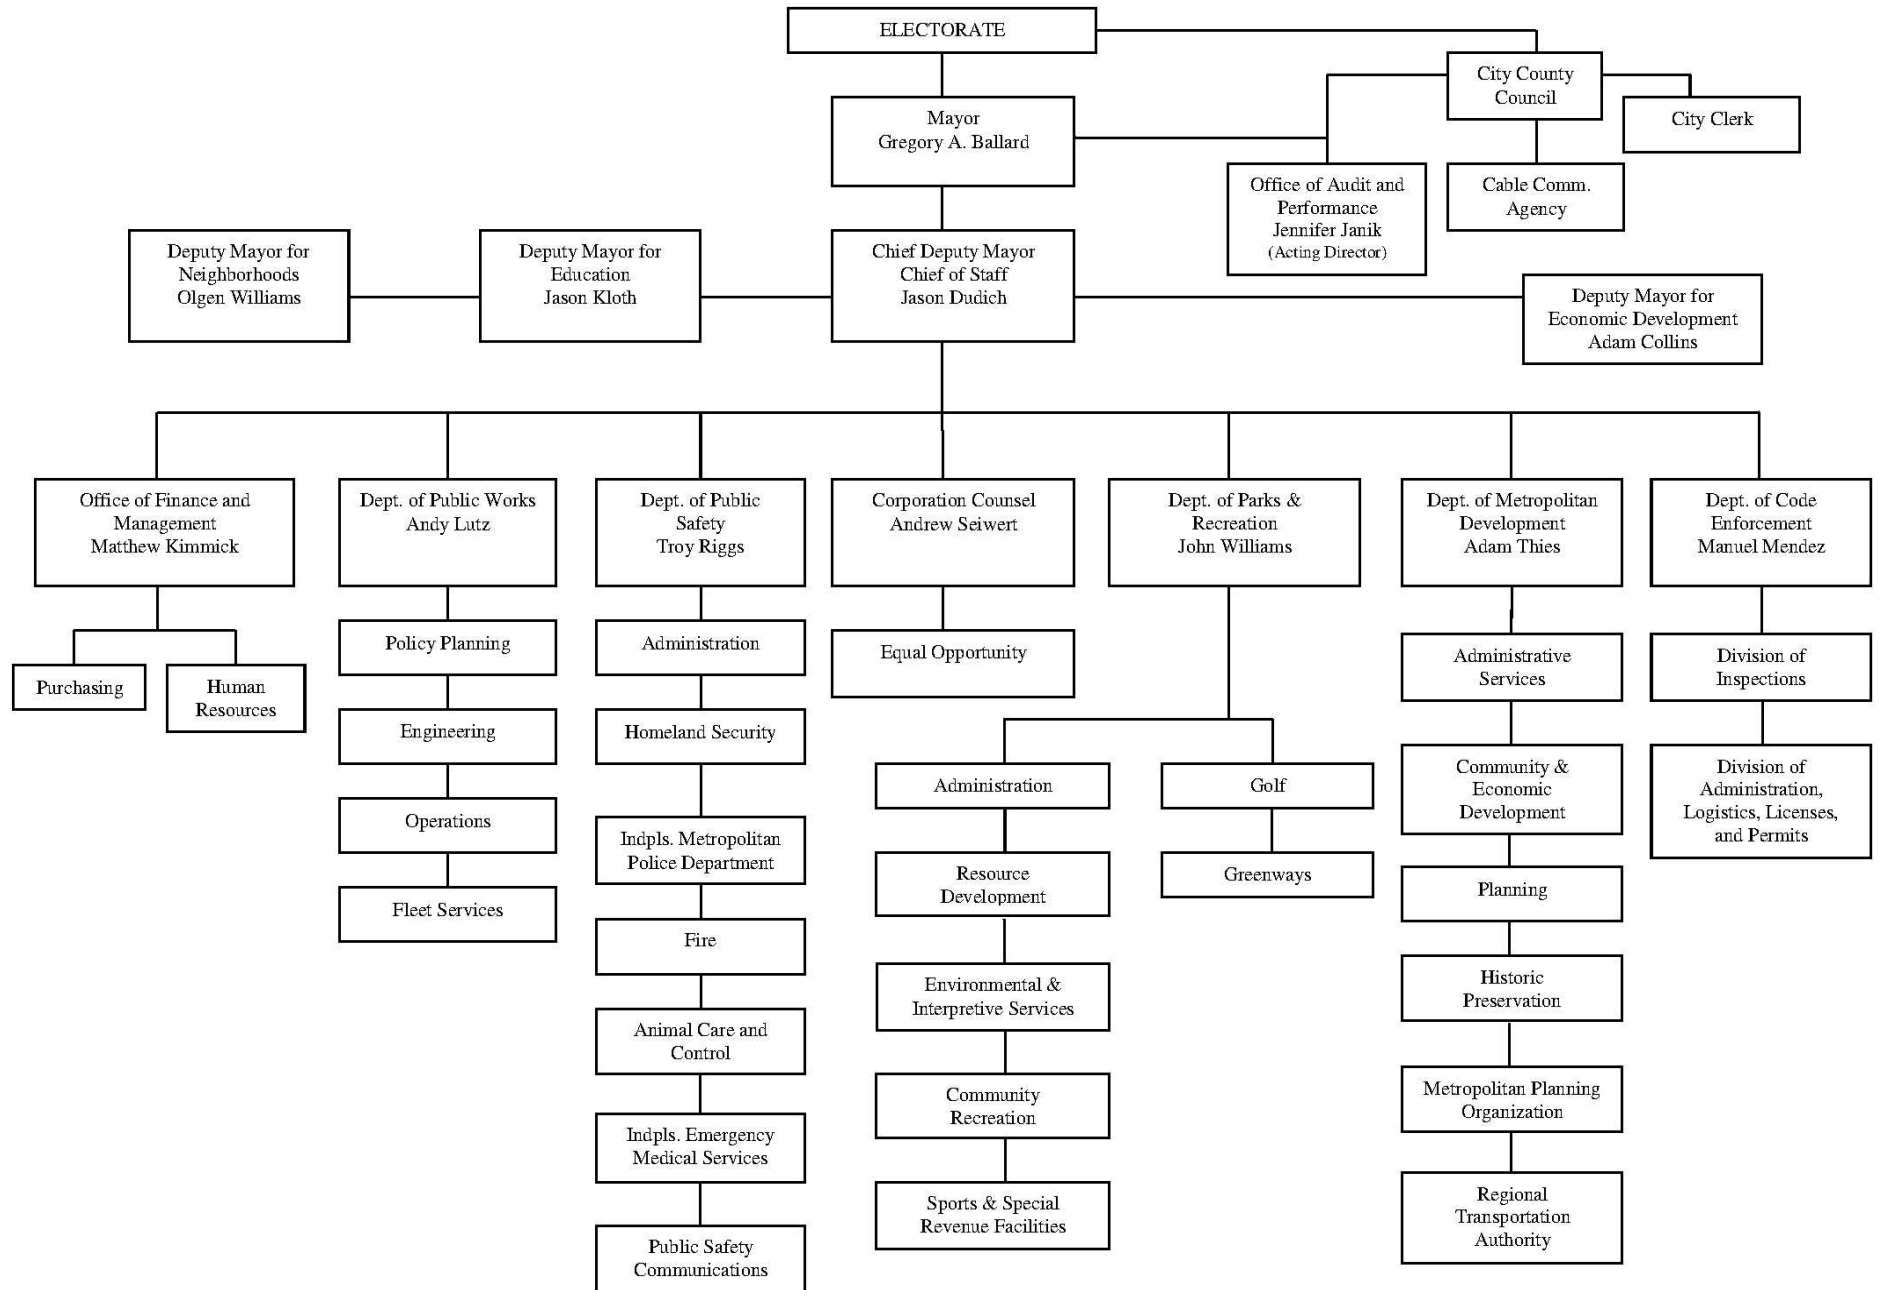 ELECTORATE
City County
Council
City Clerk
Mayor
Gregory A. Ballard
Office of Audit and
Performance
Jennifer Janik
(Acting Director)
Cable Comm.
Agency
Deputy Mayor for
Neighborhoods
Olgen Williams
Deputy Mayor for
Education
Jason Kloth
Chief Deputy Mayor
Chief of Staff
Jason Dudich
Deputy Mayor for
Economic Development
Adam Collins
Office of Finance and
Management
Matthew Kimmick
Dept. of Public Works
Andy Lutz
Dept. of Public
Safety
Troy Riggs
Corporation Counsel
Andrew Seiwert
Dept. of Parks &
Recreation
John Williams
Dept. of Metropolitan
Development
Adam Thies
Dept. of Code
Enforcement
Manuel Mendez
Purchasing
Human
Resources
Policy Planning
Engineering
Operations
Fleet Services
Administration
Homeland Security
Indpls. Metropolitan
Police Department
Fire
Animal Care and
Control
Indpls. Emergency
Medical Services
Public Safety
Communications
Equal Opportunity
Administration
Resource
Development
Environmental &
Interpretive Services
Community
Recreation
Sports & Special
Revenue Facilities
Golf
Greenways
Administrative
Services
Community &
Economic
Development
Planning
Historic
Preservation
Metropolitan Planning
Organization
Regional
Transportation
Authority
Division of
Inspections
Division of
Administration,
Logistics, Licenses,
and Permits